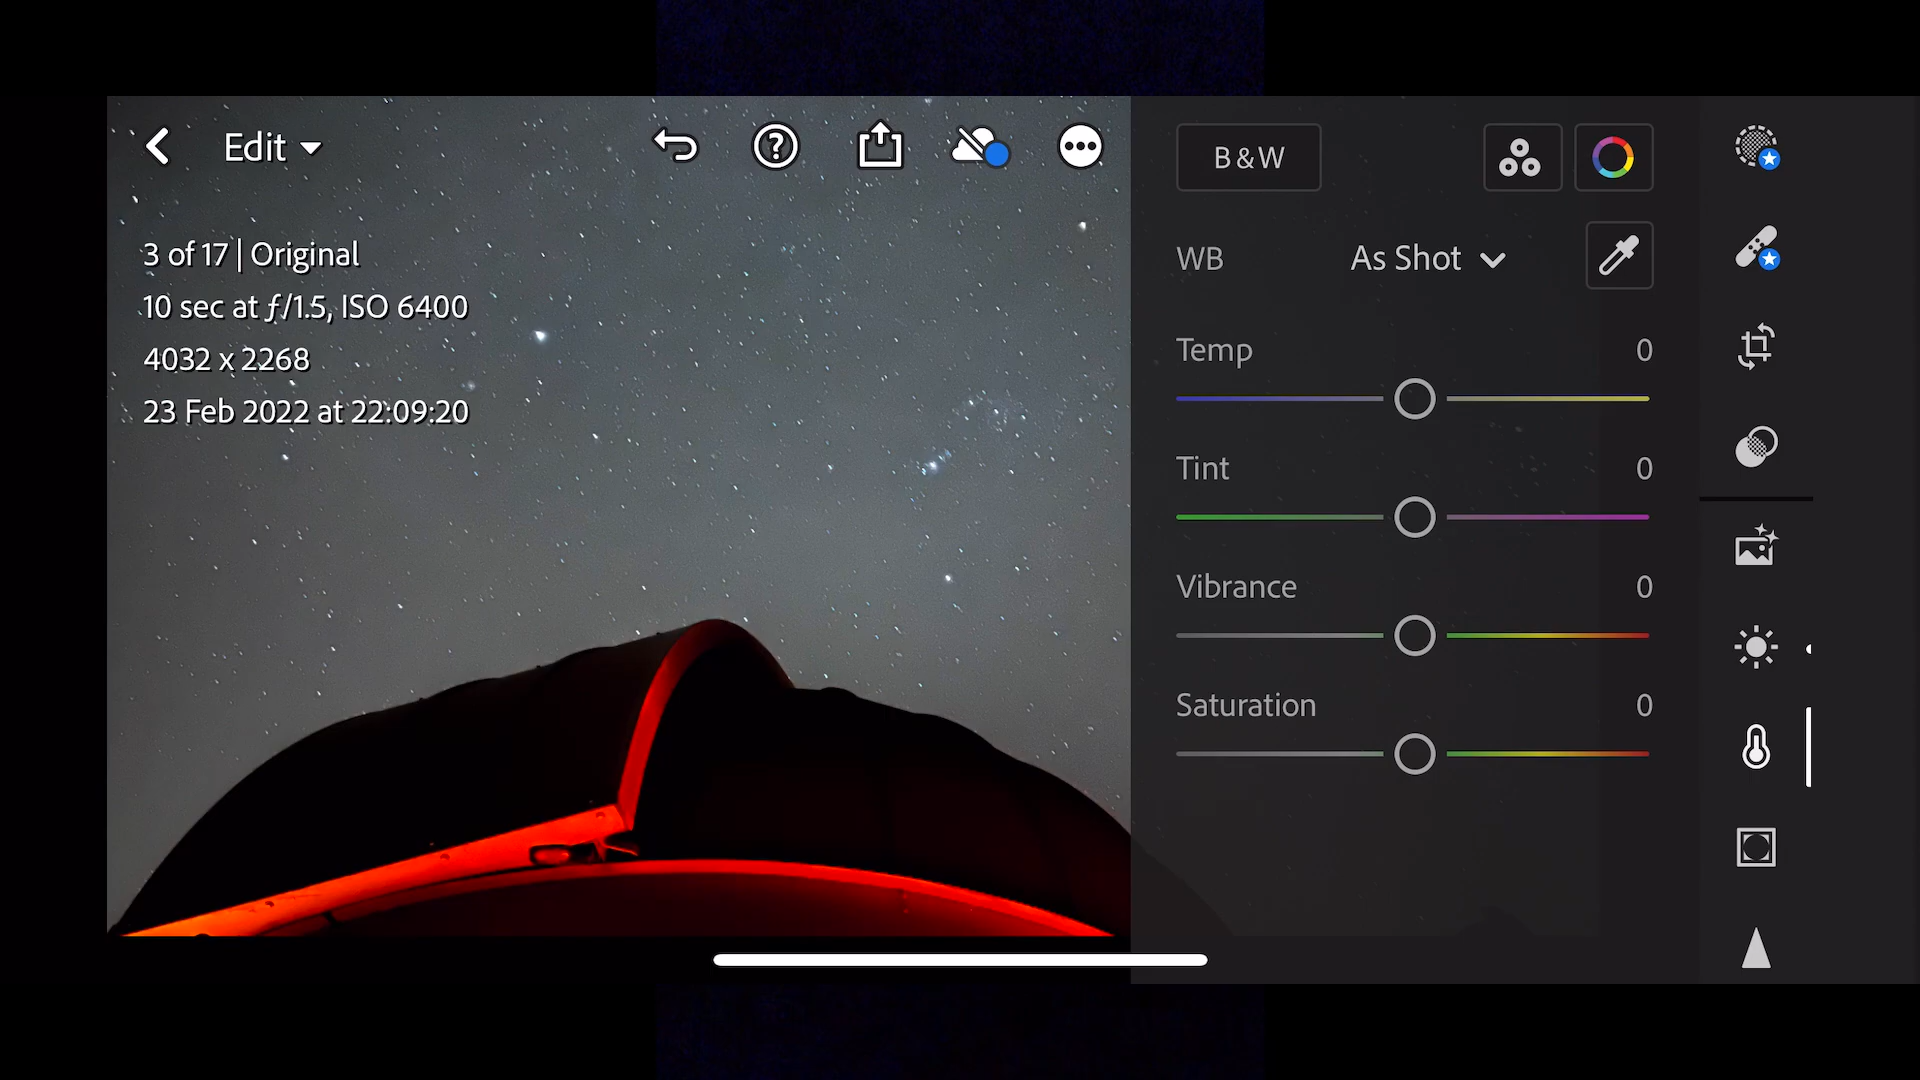 Edit
3 of 17 | Original
10 sec at ƒ/1.5, ISO 6400
4032 x 2268
23 Feb 2022 at 22:09:20
B & W
WB As Shot
Temp 0
Tint 0
Vibrance 0
Saturation 0